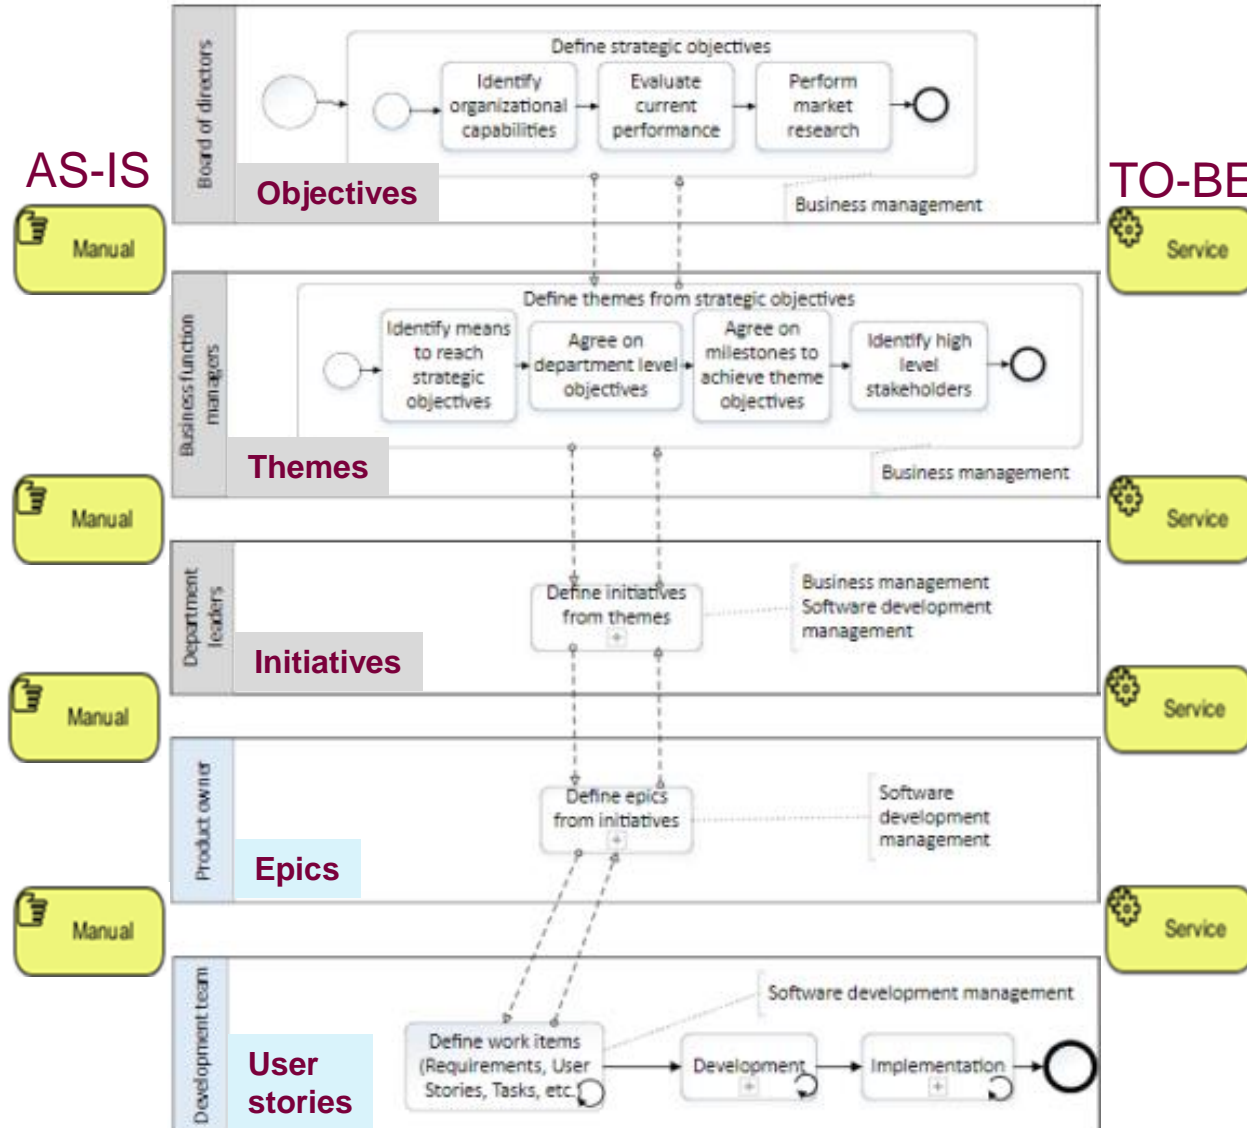 AS-IS
TO-BE
Board of directors
Define strategic objectives
Identify
organizational
capabilities
Evaluate
current
performance
Perform
market
research
Objectives
Business management
Manual
Service
Business function
managers
Define themes from strategic objectives
Identify means
to reach
strategic
objectives
Agree on
department level
objectives
Agree on
milestones to
achieve theme
objectives
Identify high
level
stakeholders
Themes
Business management
Manual
Service
Department
leaders
Define initiatives
from themes
Business management
Software development
management
Initiatives
Manual
Service
Product owner
Define epics
from initiatives
Software
development
management
Epics
Manual
Service
Development team
Software development management
Define work items
(Requirements, User
Stories, Tasks, etc.)
Development
Implementation
User
stories